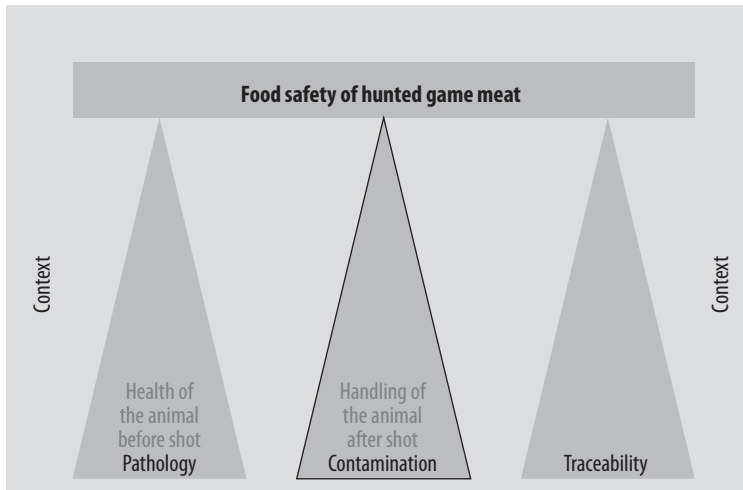 Food safety of hunted game meat
Context
Context
Health of
the animal
before shot
Pathology
Handling of
the animal
after shot
Contamination
Traceability